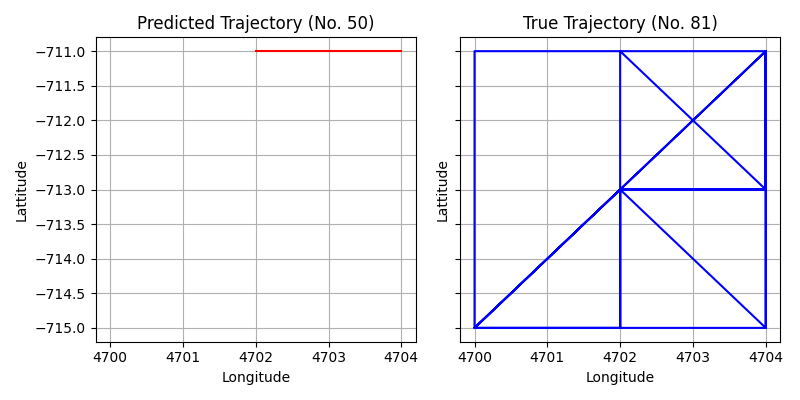 Predicted Trajectory (No. 50)
−711.0
−711.5
−712.0
−712.5
−713.0
−713.5
−714.0
−714.5
−715.0
Lattitude
4700 4701 4702 4703 4704
Longitude
True Trajectory (No. 81)
Lattitude
4700 4701 4702 4703 4704
Longitude